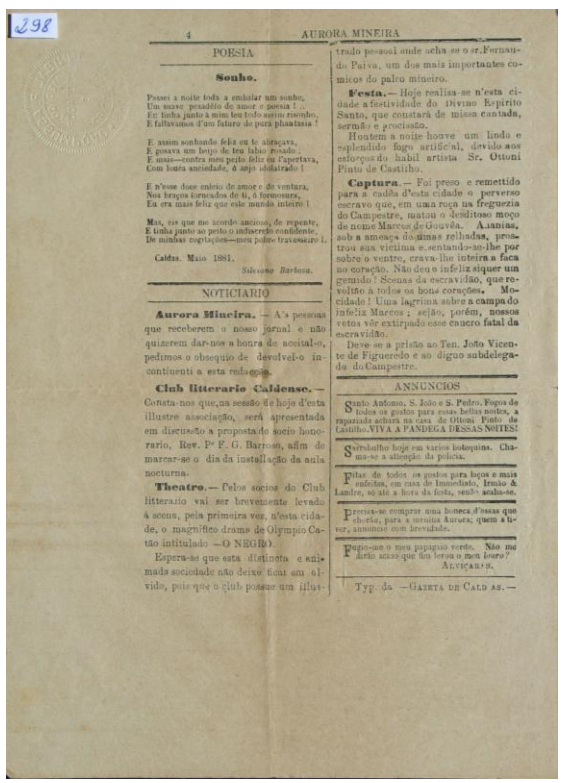 298
4
AURORA MINEIRA
POESIA
Sonho.
Passei a noite toda a embalar um sonho,
Um suave pesadêlo de amor e poesia! ..
Eu tinha junto á mim teu todo assim risonho,
E fallavamos d'um futuro de pura phantasia!
E assim sonhando feliz eu te abraçava,
E pousava um beijo de teu labio rosado;
E mais—contra meu peito feliz eu t'apertava,
Com louca anciedade, ó anjo idolatrado!
E n'esse doce enleio de amor e de ventura,
Nos braços torneados de ti, ó formosura,
Eu era mais feliz que este mundo inteiro!
Mas, eis que me acordo ancioso, de repente,
E tinha junto ao peito o indiscreto confidente,
De minhas cogitações—meu pobre travesseiro!
Caldas. Maio 1881.
Silviano Barbosa.
NOTICIARIO
Aurora Mineira. — A's pessoas
que receberem o nosso jornal e não
quizerem dar-nos a honra de acceital-o,
pedimos o obsequio de devolvel-o in-
continenti a esta redacção.
Club litterario Caldense. —
Consta-nos que, na sessão de hoje d'esta
illustre associação, será apresentada
em discussão a proposta de socio hono-
rario, Rev. Pe F. G. Barroso, afim de
marcar-se o dia da installação da aula
nocturna.
Theatro. — Pelos socios do Club
litterario vai ser brevemente levado
á scena, pela primeira vez, n'esta cida-
de, o magnifico drama de Olympio Ca-
tão intitulado —O NEGRO.
Espera-se que esta distincta e ani-
mada sociedade não deixe ficar em ol-
vido, pois que o club possue um illus-
trado pessoal onde acha se o sr. Fernan-
do Paiva, um dos mais importantes co-
micos do palco mineiro.
Festa. — Hoje realisa-se n'esta ci-
dade a festividade do Divino Espirito
Santo, que constará de missa cantada,
sermão e procissão.
Hontem a noite houve um lindo e
esplendido fogo artificial, devido aos
esforços do habil artista Sr. Ottoni
Pinto de Castilho.
Captura. — Foi preso e remettido
para a cadêa d'esta cidade o perverso
escravo que, em uma roça na freguezia
do Campestre, matou o desditoso moço
de nome Marcos de Gouvêa. Ananias,
sob a ameaça de umas relhadas, pros-
trou sua victima e sentando-se-lhe por
sobre o ventre, crava-lhe inteira a faca
no coração. Não deu o infeliz siquer um
gemido! Scenas da escravidão, que re-
voltão à todos os bons corações. Mo-
cidade! Uma lagrima sobre a campa do
infeliz Marcos; sejão, porém, nossos
votos vêr extirpado esse cancro fatal da
escravidão.
Deve se a prisão ao Ten. João Vicen-
te de Figueredo e ao digno subdelega-
do do Campestre.
ANNUNCIOS
Santo Antonio, S. João e S. Pedro. Fogos de
todos os gostos para essas bellas noites, a
rapaziada achará na casa de Ottoni Pinto de
Castilho. VIVA A PANDEGA DESSAS NOITES!
Sarrabulho hoje em varios botequins. Cha-
ma-se a attenção da policia.
Fitas de todos os gostos para laços e mais
enfeites, em casa de Immediato, Irmão &
Landre, só até a hora da festa, senão acaba-se.
Precisa-se comprar uma boneca, d'essas que
chorão, para a menina Aurora; quem a ti-
ver, annuncie com brevidade.
Fugio-me o meu papagaio verde. Não me
dirão acaso que fim levou o meu louro?
ALVIÇARAS.
Typ. da —GAZETA DE CALDAS.—